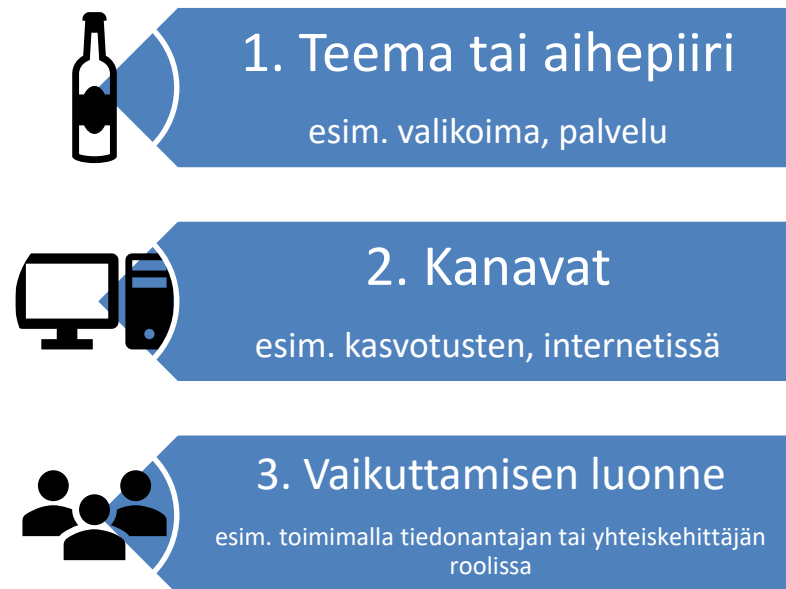 1. Teema tai aihepiiri
esim. valikoima, palvelu
2. Kanavat
esim. kasvotusten, internetissä
3. Vaikuttamisen luonne
esim. toimimalla tiedonantajan tai yhteiskehittäjän
roolissa